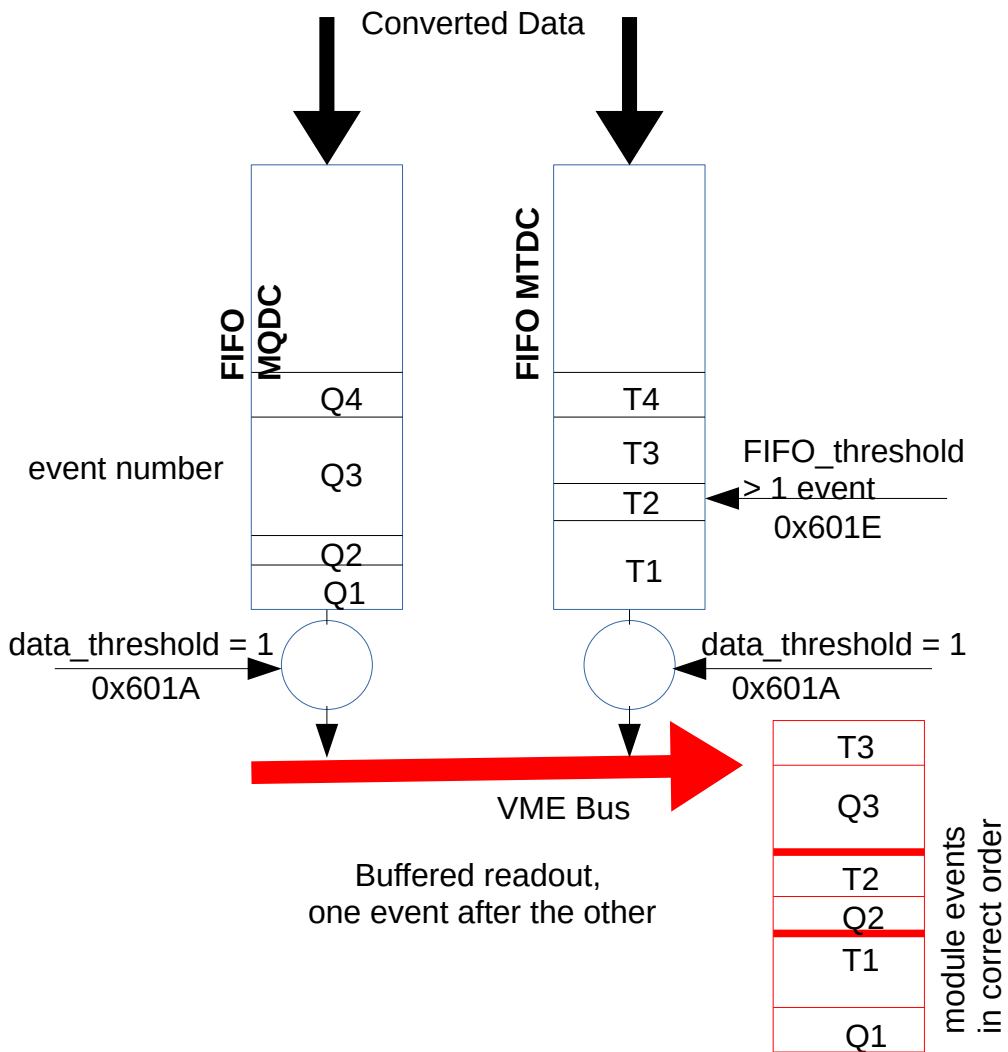 Converted Data
FIFO
MQDC
FIFO MTDC
Q4
T4
event number
Q3
T3
FIFO_threshold
> 1 event
0x601E
T2
Q2
T1
Q1
data_threshold = 1
0x601A
data_threshold = 1
0x601A
VME Bus
Buffered readout,
one event after the other
T3
Q3
T2
Q2
T1
Q1
module events
in correct order